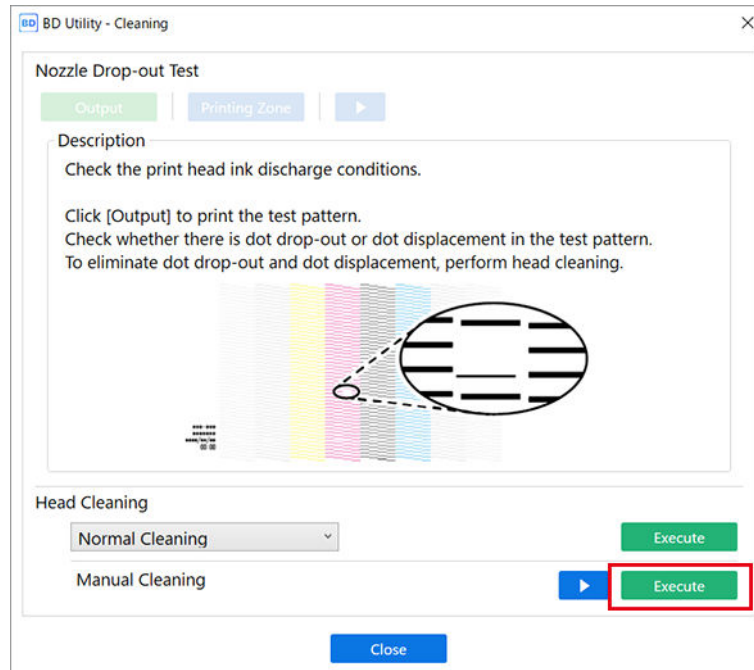 BD BD Utility - Cleaning
Nozzle Drop-out Test
Output Printing Zone
Description
Check the print head ink discharge conditions.
Click [Output] to print the test pattern.
Check whether there is dot drop-out or dot displacement in the test pattern.
To eliminate dot drop-out and dot displacement, perform head cleaning.
Head Cleaning
Normal Cleaning Execute
Manual Cleaning Execute
Close